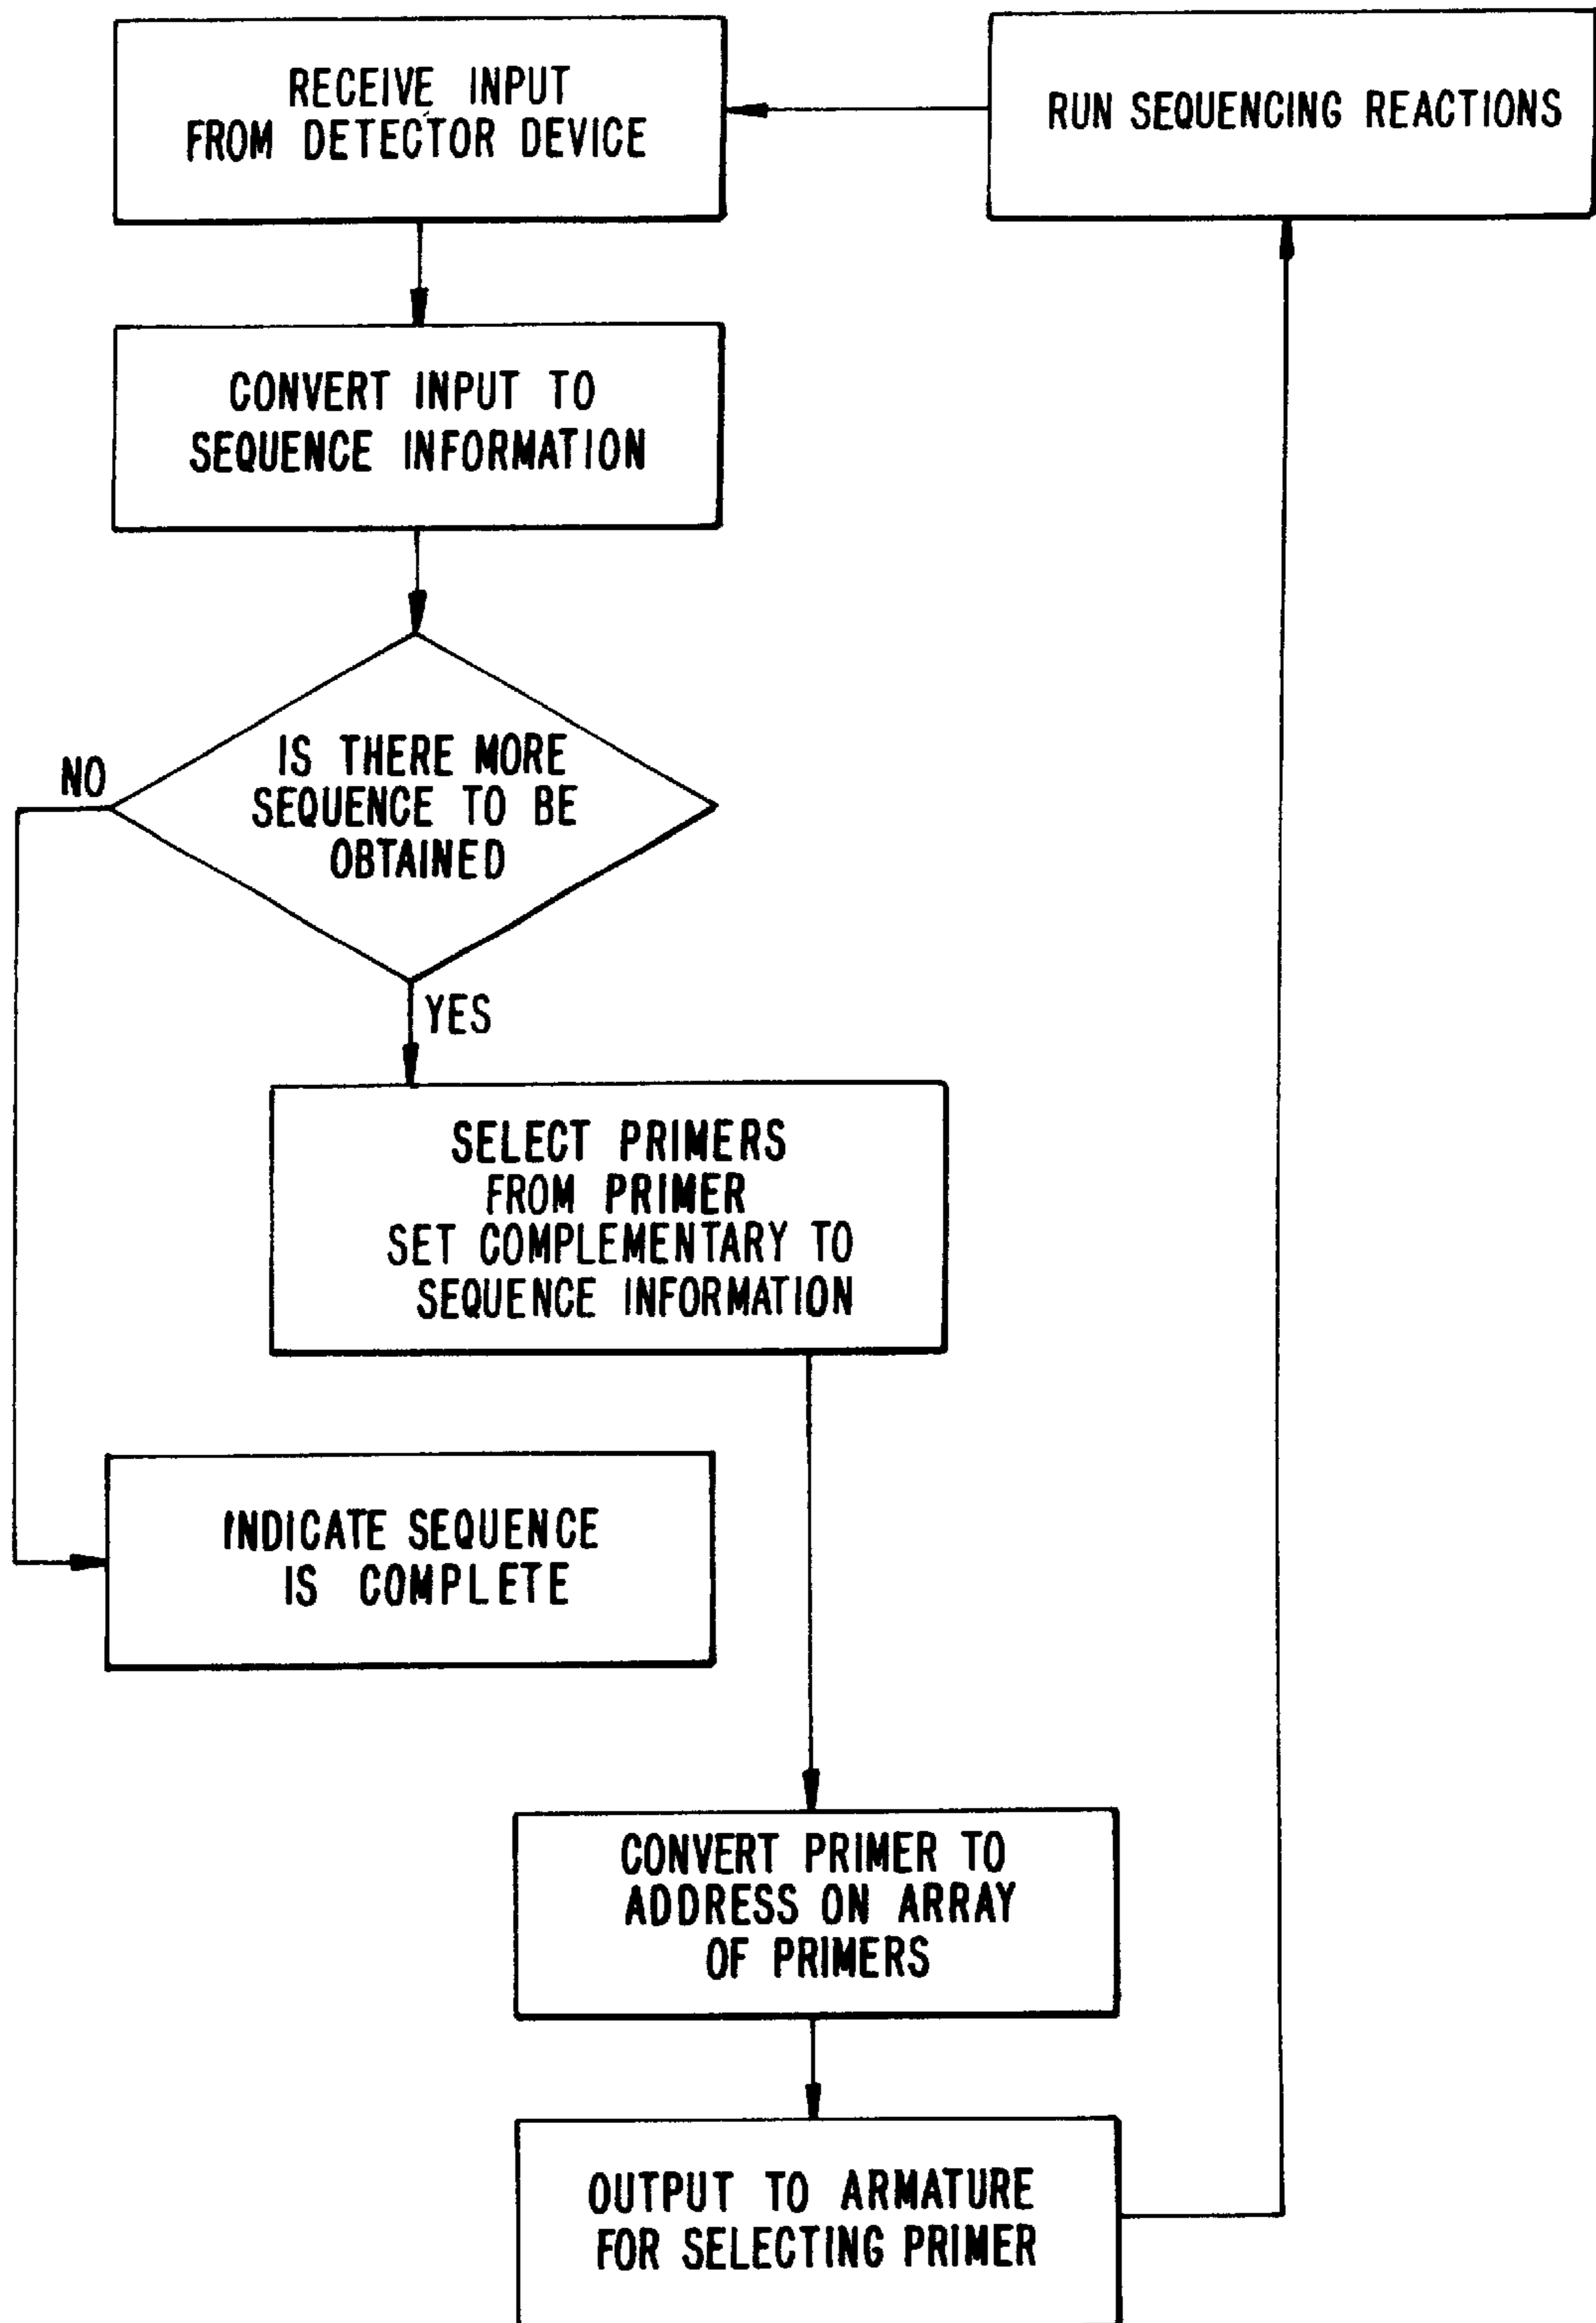 RECEIVE INPUT
FROM DETECTOR DEVICE
RUN SEQUENCING REACTIONS
CONVERT INPUT TO
SEQUENCE INFORMATION
IS THERE MORE
SEQUENCE TO BE
OBTAINED
NO
YES
SELECT PRIMERS
FROM PRIMER
SET COMPLEMENTARY TO
SEQUENCE INFORMATION
INDICATE SEQUENCE
IS COMPLETE
CONVERT PRIMER TO
ADDRESS ON ARRAY
OF PRIMERS
OUTPUT TO ARMATURE
FOR SELECTING PRIMER